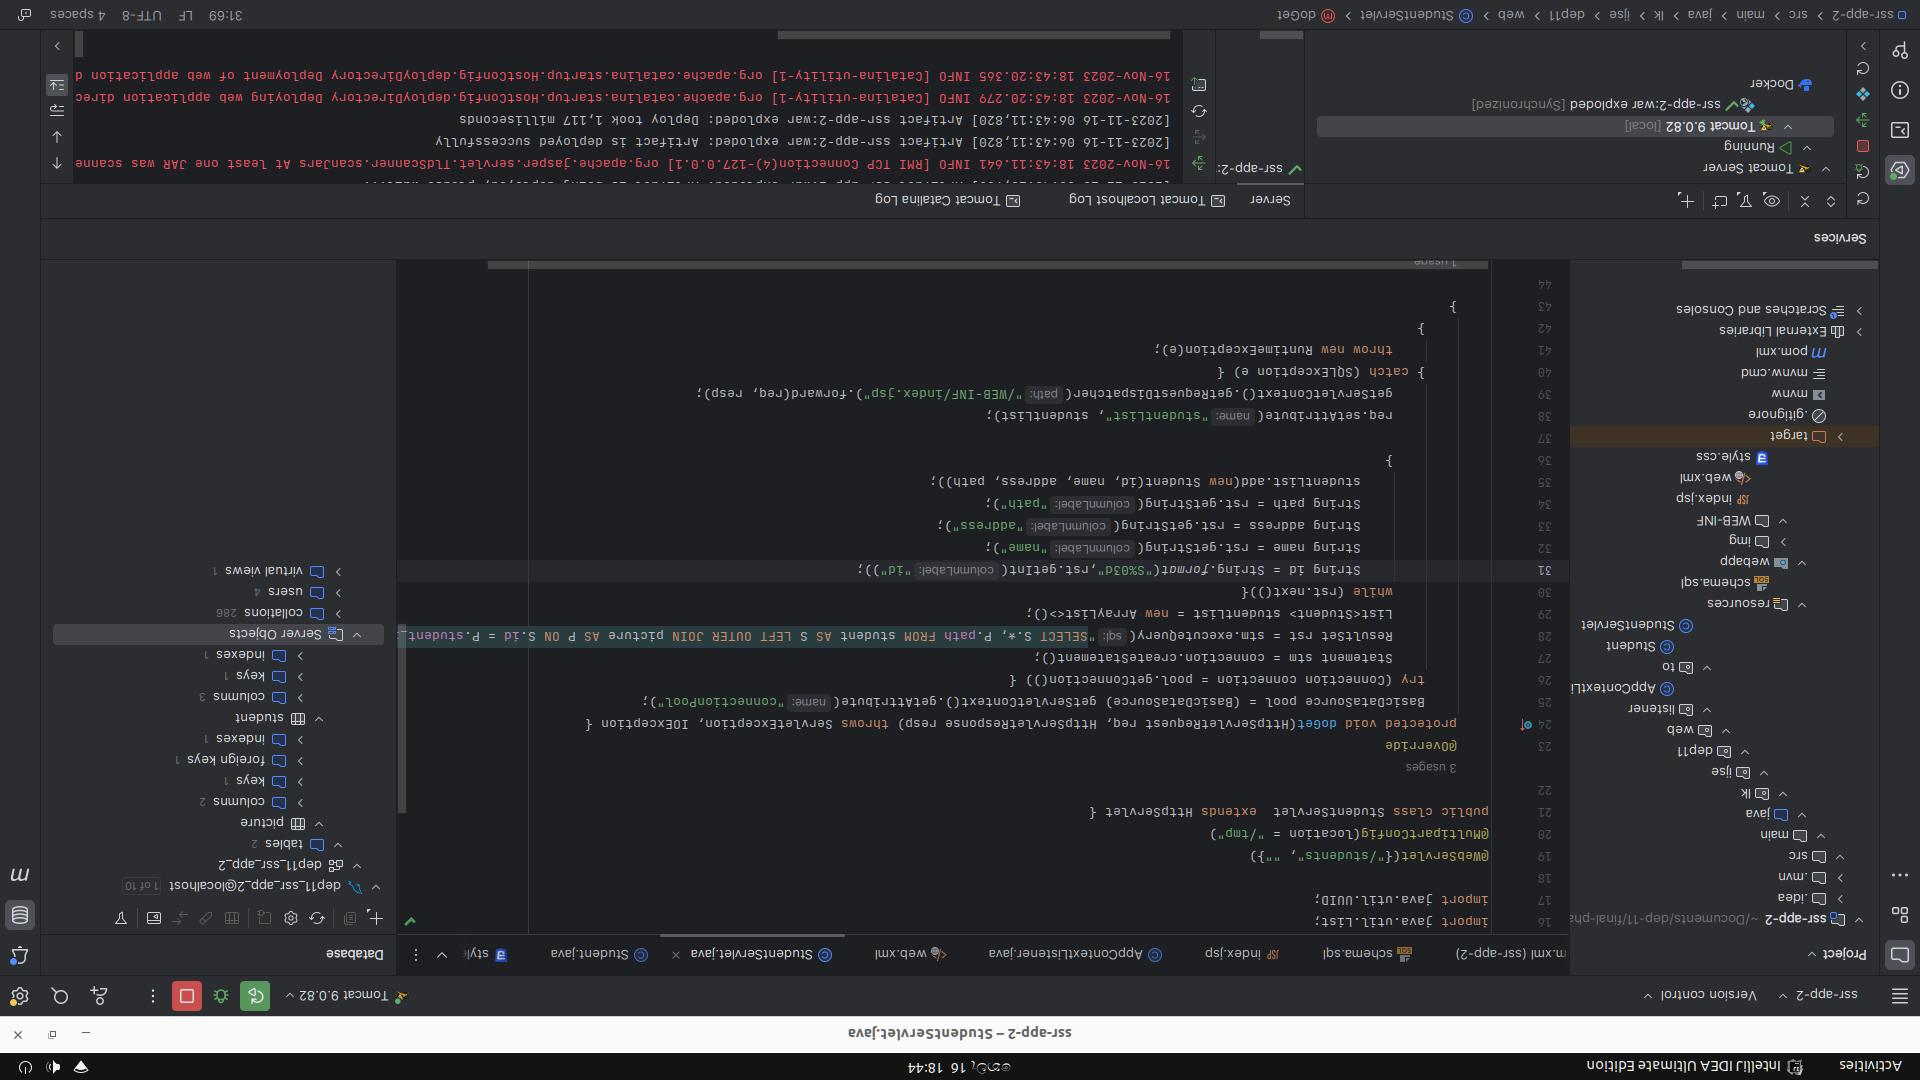 Activities
IntelliJ IDEA Ultimate Edition
16 18:44
ssr-app-2 – StudentServlet.java
ssr-app-2
Version control
Tomcat 9.0.82
Project
m.xml (ssr-app-2)
schema.sql
index.jsp
AppContextListener.java
web.xml
StudentServlet.java
Student.java
Database
ssr-app-2 ~/Documents/dep-11/final-pha
.idea
.mvn
src
main
java
lk
ijse
dep11
web
listener
AppContextLi
to
Student
StudentServlet
resources
schema.sql
webapp
img
WEB-INF
index.jsp
web.xml
style.css
target
.gitignore
mvnw
mvnw.cmd
pom.xml
External Libraries
Scratches and Consoles
16 import java.util.List;
17 import java.util.UUID;
18
19 @WebServlet({"/students", ""})
20 @MultipartConfig(location = "/tmp")
21 public class StudentServlet extends HttpServlet {
22
3 usages
23 @Override
24 protected void doGet(HttpServletRequest req, HttpServletResponse resp) throws ServletException, IOException {
25 BasicDataSource pool = (BasicDataSource) getServletContext().getAttribute( name: "connectionPool");
26 try (Connection connection = pool.getConnection()) {
27 Statement stm = connection.createStatement();
28 ResultSet rst = stm.executeQuery( sql: "SELECT S.*, P.path FROM student AS S LEFT OUTER JOIN picture AS P ON S.id = P.student_
29 List<Student> studentList = new ArrayList<>();
30 while (rst.next()){
31 String id = String.format("S%03d",rst.getInt( columnLabel: "id"));
32 String name = rst.getString( columnLabel: "name");
33 String address = rst.getString( columnLabel: "address");
34 String path = rst.getString( columnLabel: "path");
35 studentList.add(new Student(id, name, address, path));
36 }
37
38 req.setAttribute( name: "studentList", studentList);
39 getServletContext().getRequestDispatcher( path: "/WEB-INF/index.jsp").forward(req, resp);
40 } catch (SQLException e) {
41 throw new RuntimeException(e);
42 }
43 }
44
1 usage
dep11_ssr_app_2@localhost 1 of 10
dep11_ssr_app_2
tables 2
picture
columns 2
keys 1
foreign keys 1
indexes 1
student
columns 3
keys 1
indexes 1
Server Objects
collations 286
users 4
virtual views 1
Services
Tomcat Server
Running
Tomcat 9.0.82 [local]
ssr-app-2:war exploded [Synchronized]
Docker
Server
Tomcat Localhost Log
Tomcat Catalina Log
ssr-app-2:
16-Nov-2023 18:43:11.641 INFO [RMI TCP Connection(4)-127.0.0.1] org.apache.jasper.servlet.TldScanner.scanJars At least one JAR was scanne
[2023-11-16 06:43:11,820] Artifact ssr-app-2:war exploded: Artifact is deployed successfully
[2023-11-16 06:43:11,820] Artifact ssr-app-2:war exploded: Deploy took 1,117 milliseconds
16-Nov-2023 18:43:20.279 INFO [Catalina-utility-1] org.apache.catalina.startup.HostConfig.deployDirectory Deploying web application direc
16-Nov-2023 18:43:20.365 INFO [Catalina-utility-1] org.apache.catalina.startup.HostConfig.deployDirectory Deployment of web application d
ssr-app-2 > src > main > java > lk > ijse > dep11 > web > StudentServlet > doGet
31:69 LF UTF-8 4 spaces